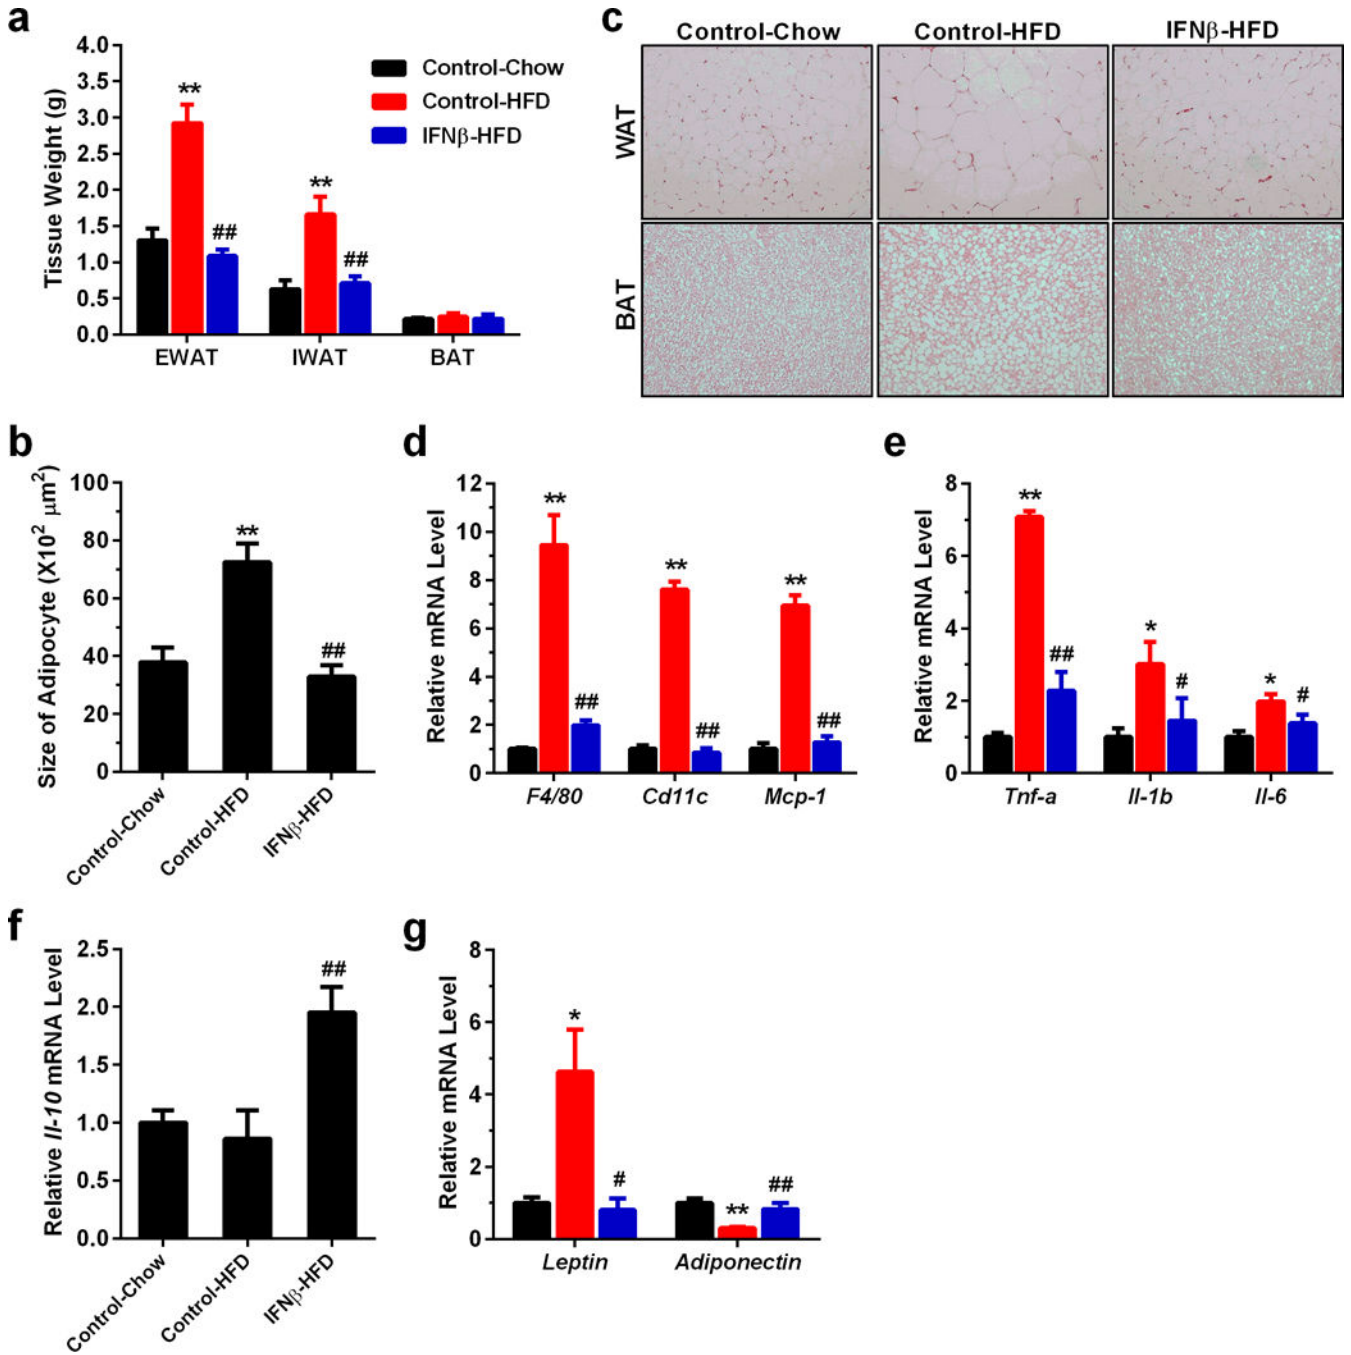 a
4.0
3.5
3.0
2.5
2.0
1.5
1.0
0.5
0.0
Tissue Weight (g)
** ## ** ##
EWAT IWAT BAT
Control-Chow
Control-HFD
IFNβ-HFD
c
Control-Chow Control-HFD IFNβ-HFD
WAT
BAT
b
100
80
60
40
20
0
Size of Adipocyte (X10² μm²)
** ##
Control-Chow Control-HFD IFNβ-HFD
d
12
10
8
6
4
2
0
Relative mRNA Level
** ## ** ## ** ##
F4/80 Cd11c Mcp-1
e
8
6
4
2
0
Relative mRNA Level
** ## * # * #
Tnf-a Il-1b Il-6
f
2.5
2.0
1.5
1.0
0.5
0.0
Relative Il-10 mRNA Level
##
Control-Chow Control-HFD IFNβ-HFD
g
8
6
4
2
0
Relative mRNA Level
* # ** ##
Leptin Adiponectin